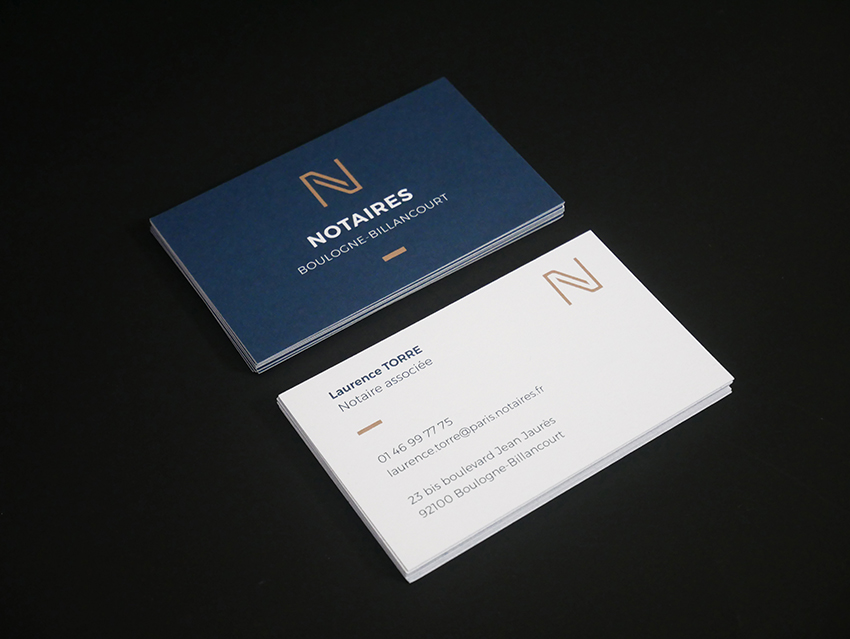 N
NOTAIRES
BOULOGNE-BILLANCOURT
N
Laurence TORRE
Notaire associée
01 46 99 77 75
laurence.torre@paris.notaires.fr
23 bis boulevard Jean Jaurès
92100 Boulogne-Billancourt